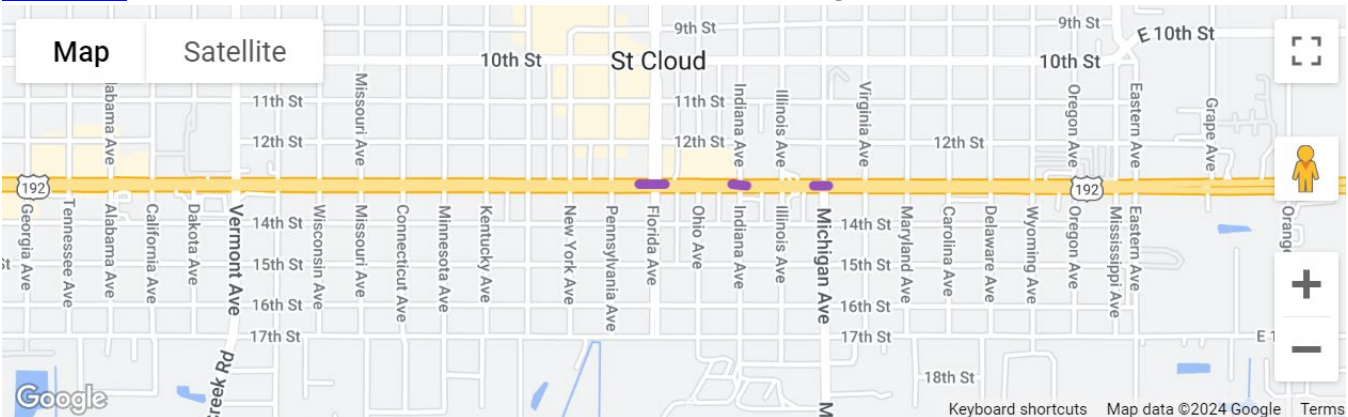 9th St
9th St
E 10th St
Map
Satellite
10th St
St Cloud
10th St
11th St
11th St
12th St
12th St
12th St
Alabama Ave
Missouri Ave
Indiana Ave
Illinois Ave
Virginia Ave
Oregon Ave
Eastern Ave
Grape Ave
192
192
Georgia Ave
Tennessee Ave
Alabama Ave
California Ave
Dakota Ave
Vermont Ave
14th St
Wisconsin Ave
Missouri Ave
Connecticut Ave
Minnesota Ave
Kentucky Ave
New York Ave
Pennsylvania Ave
Florida Ave
Ohio Ave
Indiana Ave
Illinois Ave
Michigan Ave
14th St
Maryland Ave
Carolina Ave
Delaware Ave
Wyoming Ave
Oregon Ave
Mississippi Ave
Eastern Ave
Orange
St
15th St
15th St
16th St
16th St
17th St
17th St
E 1
+
−
18th St
creek Rd
M
Google
Keyboard shortcuts
Map data ©2024 Google
Terms